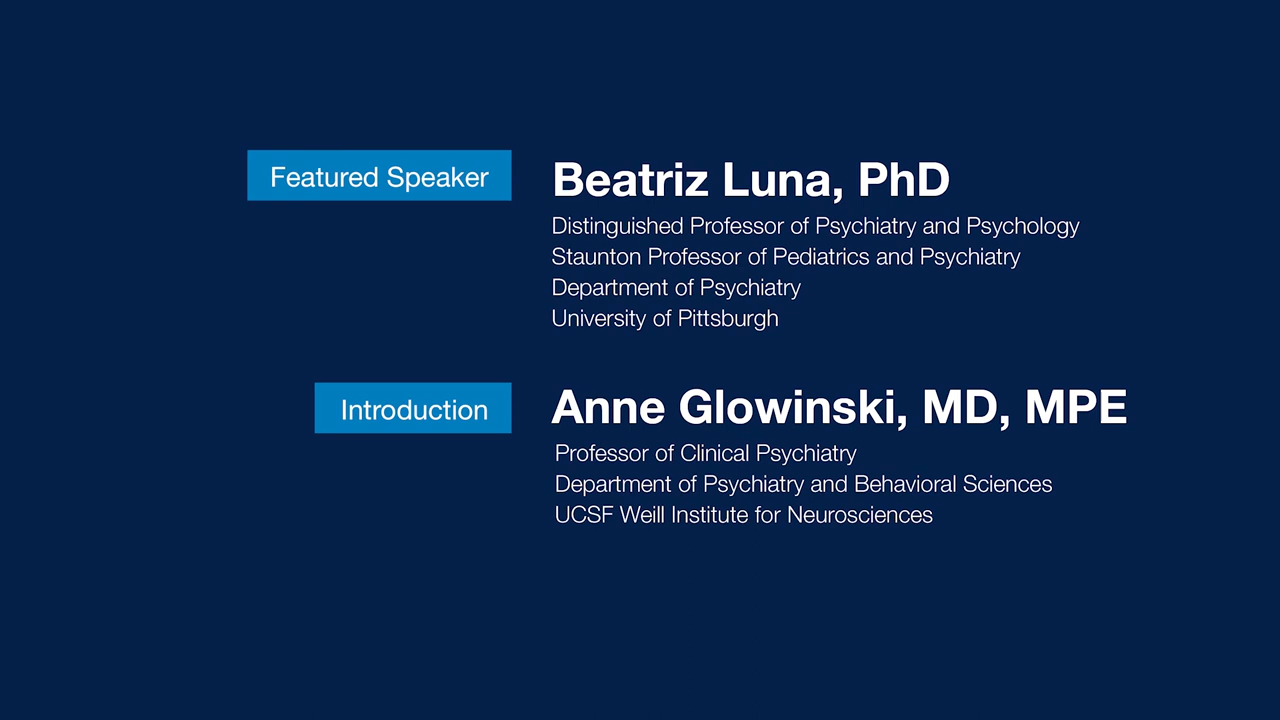 Featured Speaker
Beatriz Luna, PhD
Distinguished Professor of Psychiatry and Psychology
Staunton Professor of Pediatrics and Psychiatry
Department of Psychiatry
University of Pittsburgh
Introduction
Anne Glowinski, MD, MPE
Professor of Clinical Psychiatry
Department of Psychiatry and Behavioral Sciences
UCSF Weill Institute for Neurosciences